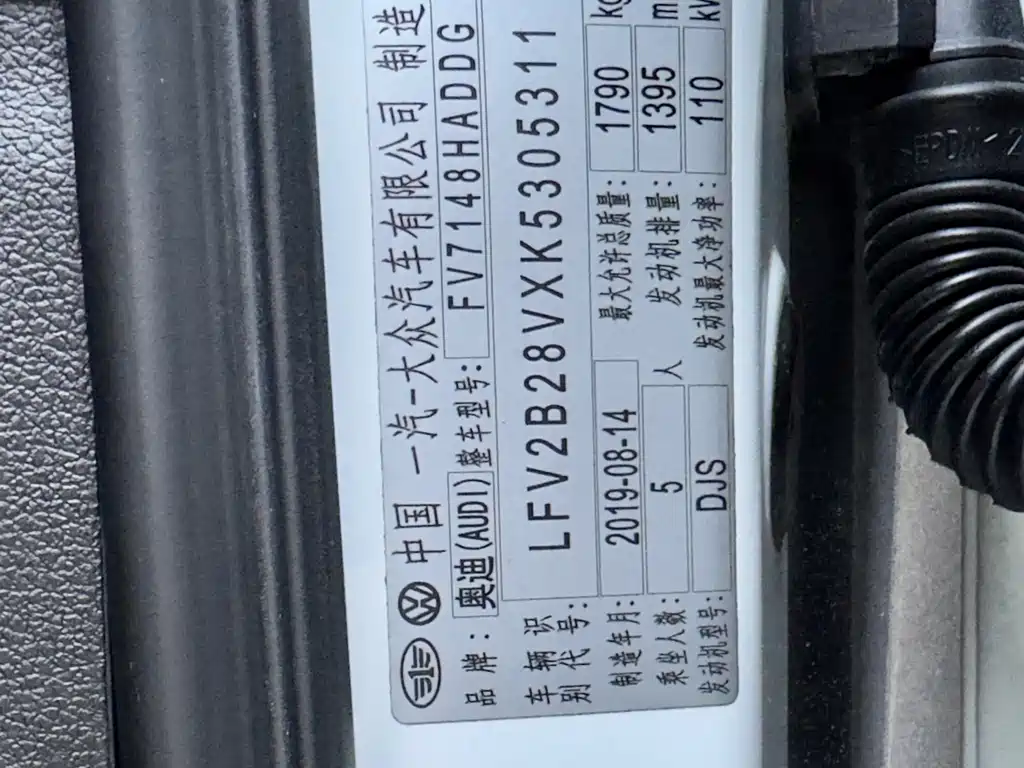 中国 一汽-大众汽车有限公司 制造
品牌: 奥迪(AUDI) 整车型号: FV7148HADDG
车辆识别代号: LFV2B28VXK5305311
制造年月: 2019-08-14 最大允许总质量: 1790 kg
乘坐人数: 5 人 发动机排量: 1395 m
发动机型号: DJS 发动机最大净功率: 110 kW
>EPDM<